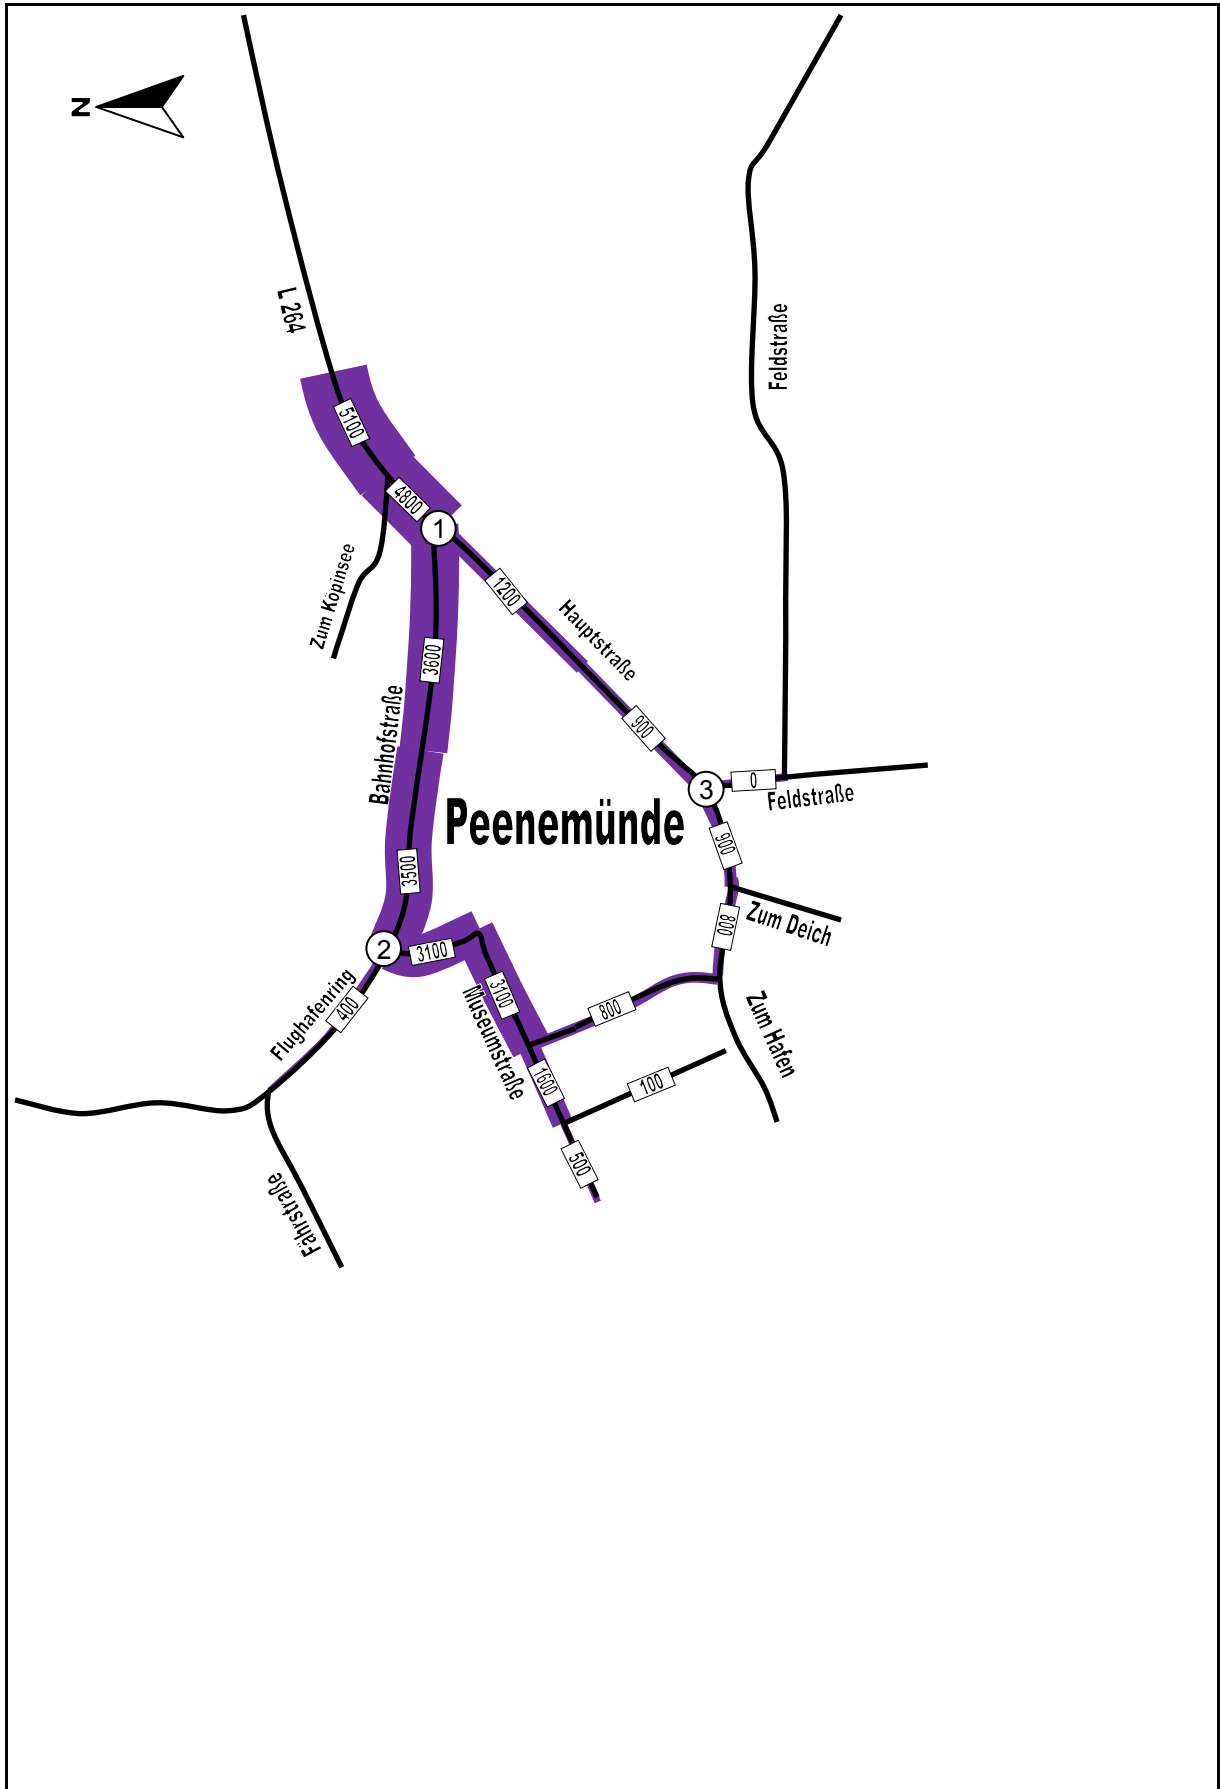 N
L 264
Feldstraße
5100
4800
1
Zum Köpinsee
1200
Hauptstraße
3600
Bahnhofstraße
900
3
0
Feldstraße
Peenemünde
900
3500
Zum Deich
800
2
3100
Flughafenring
400
3100
Museumstraße
800
Zum Hafen
1600
100
500
Fährstraße